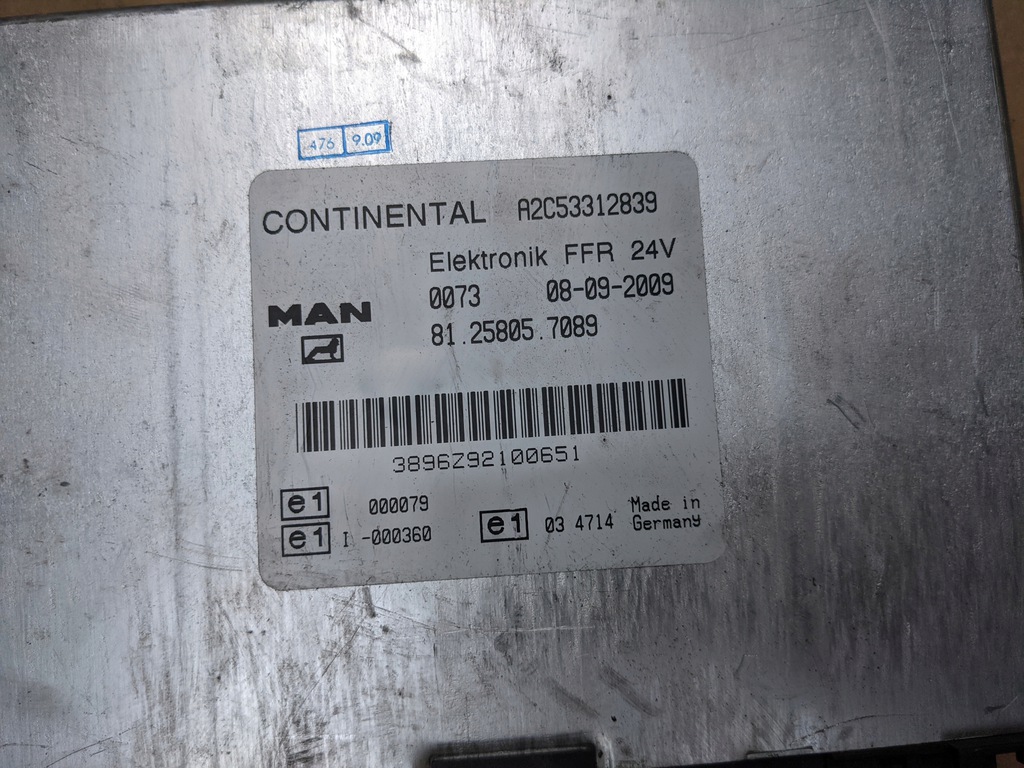 476 9.09
CONTINENTAL A2C53312839
Elektronik FFR 24V
MAN 0073 08-09-2009
81.25805.7089
3896Z92100651
e1 000079
e1 I -000360
e1 03 4714
Made in
Germany